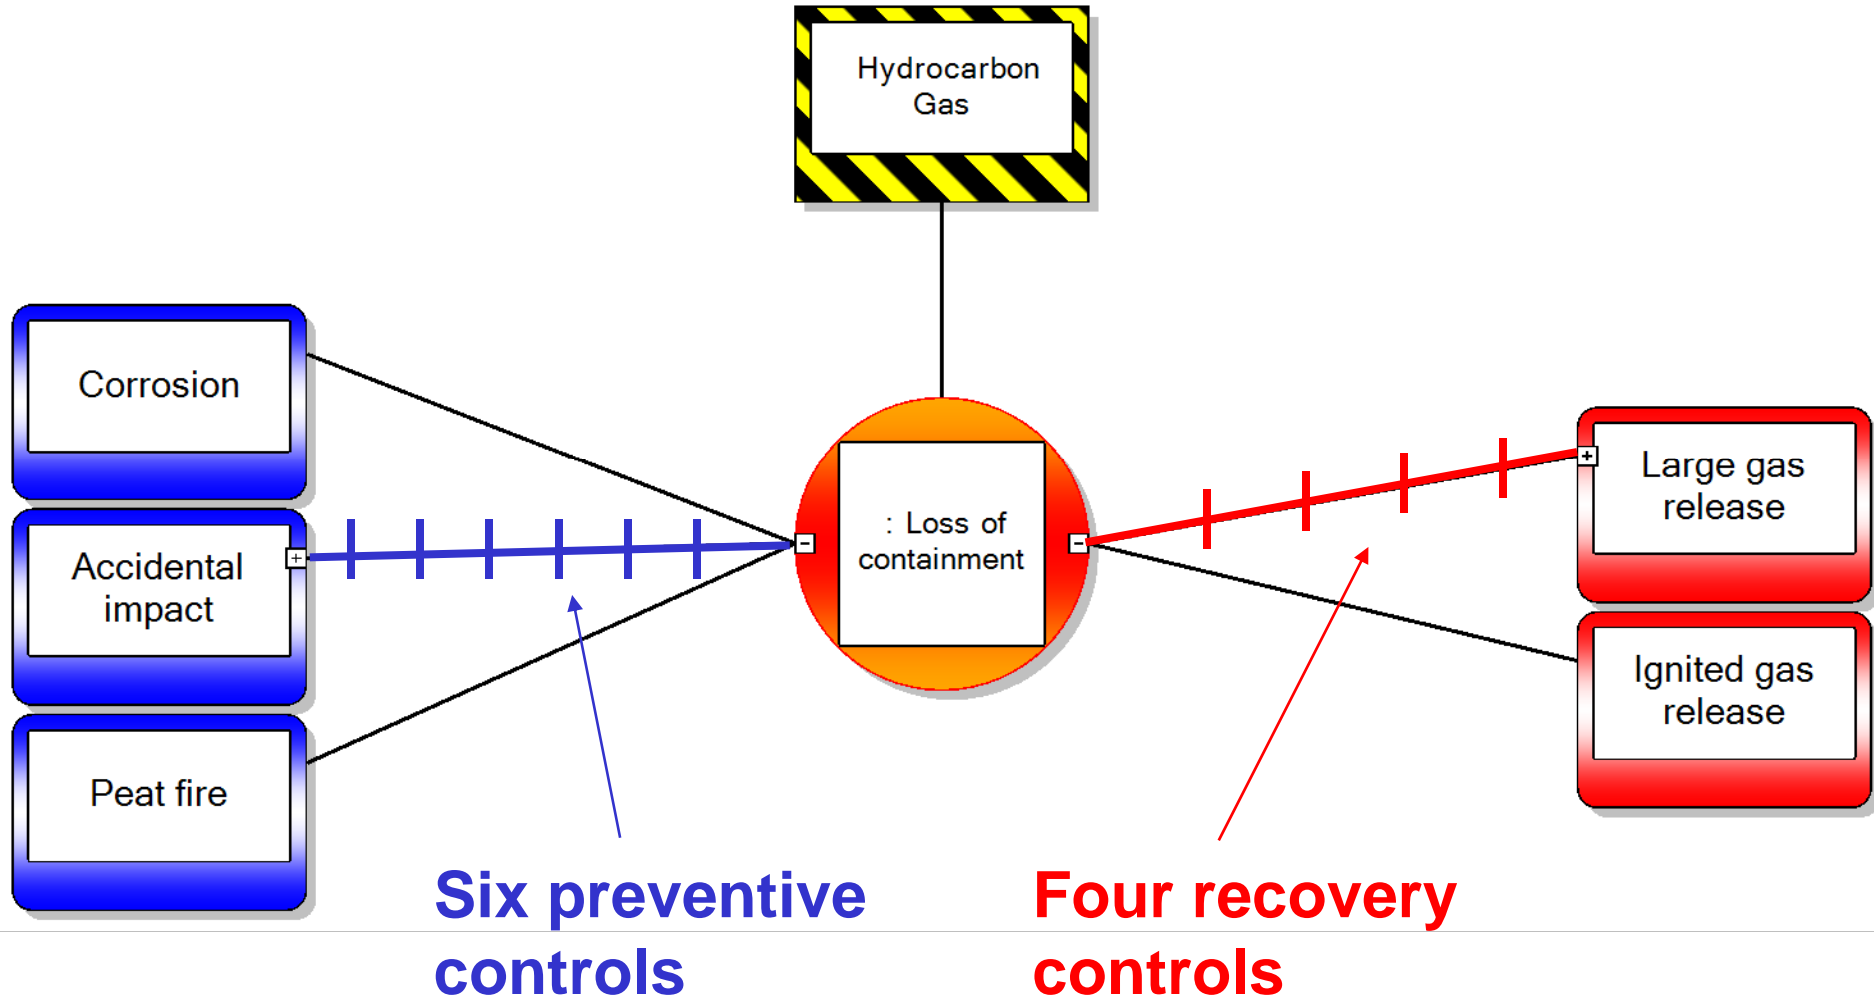 Hydrocarbon
Gas
Corrosion
Accidental
impact
Peat fire
: Loss of
containment
Large gas
release
Ignited gas
release
Six preventive
controls
Four recovery
controls